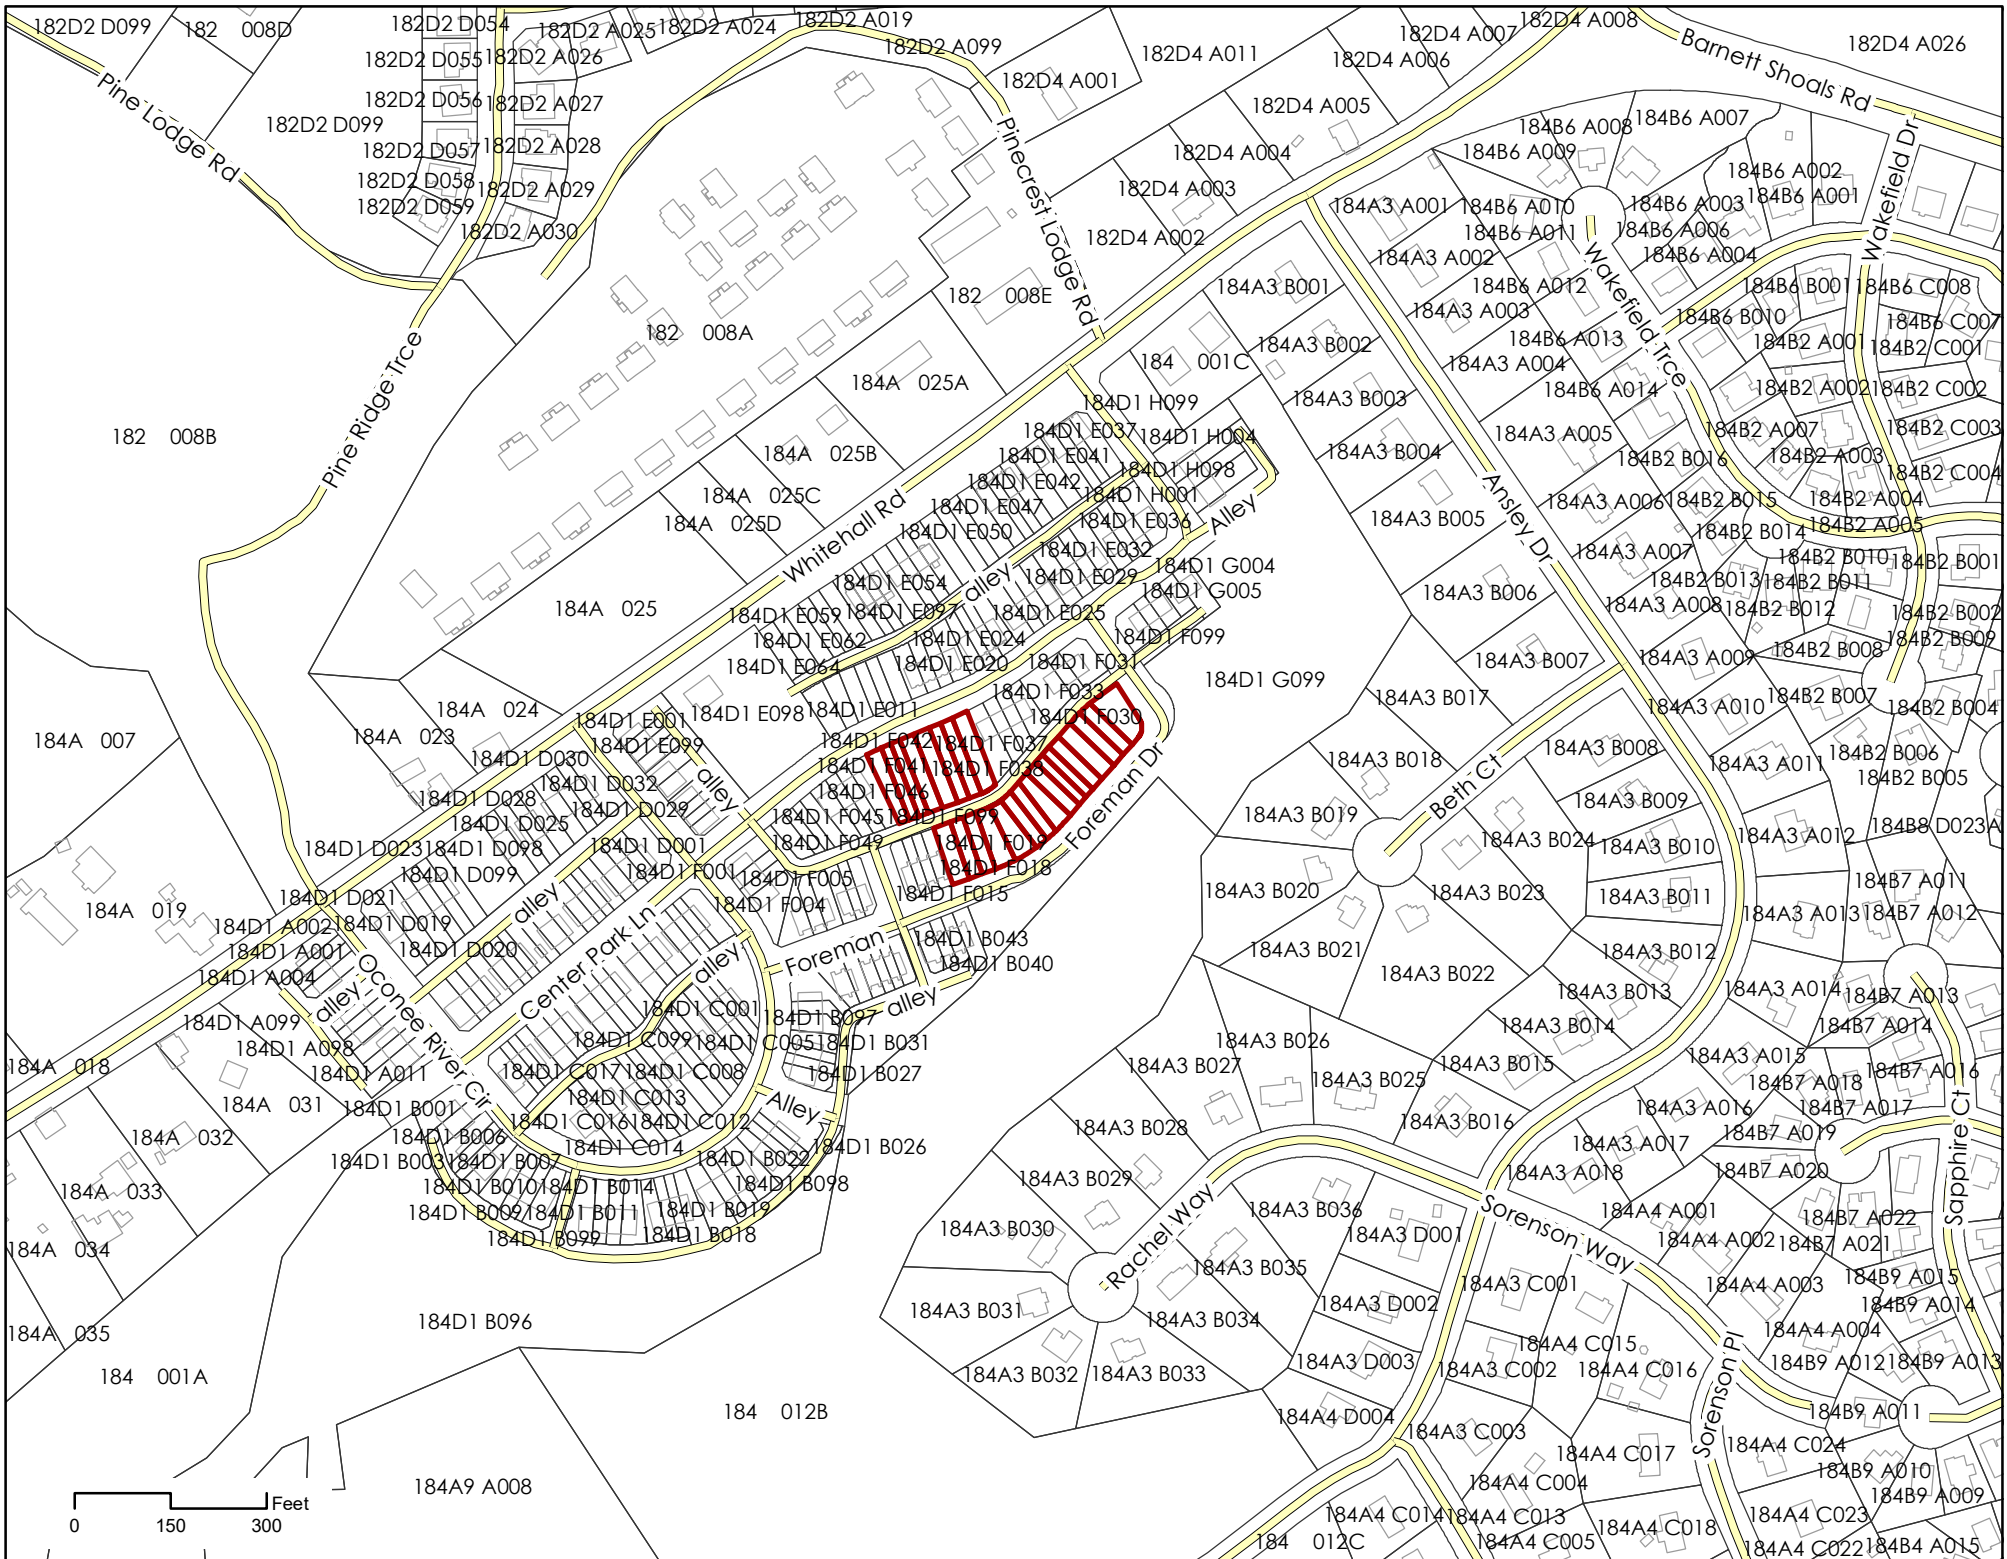 182D2 D099
182 008D
182D2 D054
182D2 A025
182D2 A024
182D2 A019
182D2 A099
182D4 A011
182D4 A007
182D4 A008
182D4 A006
182D4 A026
Barnett Shoals Rd
182D2 D055
182D2 A026
182D4 A001
182D2 D056
182D2 A027
182D4 A005
Pine Lodge Rd
182D2 D099
182D2 D057
182D2 A028
182D4 A004
184B6 A008
184B6 A007
184B6 A009
Wakefield Dr
182D2 D058
182D2 A029
182D2 D059
182D4 A003
184B6 A002
184B6 A001
182D2 A030
Pinecrest Lodge Rd
182D4 A002
184A3 A001
184B6 A010
184B6 A003
184B6 A011
184B6 A006
184A3 A002
184B6 A004
Wakefield Trce
182 008E
184A3 B001
184A3 A003
184B6 A012
184B6 B001
184B6 C008
184B6 B010
184B6 C007
182 008A
184A3 B002
184B6 A013
184B2 A001
184B2 C001
Pine Ridge Trce
184A 025A
184 001C
184A3 A004
184A3 B003
184B6 A014
184B2 A002
184B2 C002
184D1 H099
182 008B
184A 025B
184D1 E037
184D1 H004
184A3 B004
184A3 A005
184B2 A007
184B2 C003
184D1 E041
184D1 H098
184B2 B016
184B2 A003
184B2 C004
184A 025C
184D1 E042
184D1 H001
184D1 E047
184A3 A006
184B2 B015
184B2 A004
184A 025D
Whitehall Rd
184D1 E050
184D1 E036
Alley
184A3 B005
Ansley Dr
184B2 B014
184B2 A005
184D1 E032
184A3 A007
184B2 B010
184B2 B001
184D1 E054
alley
184D1 E029
184D1 G004
184D1 G005
184A3 B006
184B2 B013
184B2 B011
184A 025
184D1 E059
184D1 E097
184D1 E025
184A3 A008
184B2 B012
184B2 B002
184D1 E062
184D1 E024
184D1 F099
184B2 B009
184D1 E064
184D1 E020
184D1 F031
184A3 B007
184A3 A009
184B2 B008
184D1 G099
184D1 F033
184A3 B017
184A3 A010
184B2 B007
184B2 B004
184A 024
184D1 E001
184D1 E098
184D1 E011
184D1 F030
184A 007
184A 023
184D1 E099
184D1 F042
184D1 F037
184A3 B018
184A3 B008
184B2 B006
184D1 D030
184D1 F041
184D1 F038
184A3 A011
184B2 B005
184D1 D032
alley
184D1 F046
Foreman Dr
Beth Ct
184D1 D028
184D1 D029
184D1 F045
184D1 F099
184A3 B019
184A3 B009
184D1 D025
184B8 D023A
184D1 D023
184D1 D098
184D1 D001
184D1 F049
184D1 F019
184A3 B024
184A3 B010
184A3 A012
184D1 D099
184D1 F001
184D1 F005
184D1 F018
184A3 B020
184A3 B023
184A3 B011
184B7 A011
184D1 D021
184D1 F004
184D1 F015
184A 019
184D1 A002
184D1 D019
alley
184A3 A013
184B7 A012
184D1 A001
184D1 D020
Center Park Ln
Foreman
184D1 B043
184A3 B021
184A3 B012
184D1 A004
184D1 B040
184A3 B022
184A3 B013
184A3 A014
184B7 A013
alley
Oconee River Cir
alley
184D1 C001
184D1 B097
alley
184D1 A099
184A3 B014
184B7 A014
184D1 A098
184D1 C099
184D1 C005
184D1 B031
184A3 B026
184A3 B027
184A3 B015
184A3 A015
184A 018
184D1 A011
184D1 C017
184D1 C008
184D1 B027
184A3 B025
184B7 A018
184B7 A016
184A 031
184D1 B001
184D1 C013
Alley
184A3 A016
184B7 A017
184A 032
184D1 B006
184D1 C016
184D1 C012
184A3 B028
184A3 B016
184B7 A019
Sapphire Ct
184D1 B003
184D1 B007
184D1 C014
184D1 B022
184D1 B026
184A3 A017
184A3 B029
184A3 A018
184B7 A020
184A 033
184D1 B010
184D1 B014
184D1 B098
184D1 B009
184D1 B011
184D1 B019
184A3 B036
184A4 A001
184B7 A022
184D1 B099
184D1 B018
184A3 B030
Rachel Way
184A3 D001
Sorenson Way
184A4 A002
184B7 A021
184A 034
184A3 B035
184A3 C001
184A4 A003
184B9 A015
184D1 B096
184A3 B031
184A3 B034
184A3 D002
184B9 A014
184A 035
184A4 C015
184A4 A004
184 001A
184A3 B032
184A3 B033
184A3 D003
184A3 C002
184A4 C016
184B9 A012
184B9 A013
184 012B
184A4 D004
184A3 C003
Sorenson Pl
184B9 A011
184A4 C017
184A4 C024
184A9 A008
184A4 C004
184B9 A010
184B9 A009
Feet
0 150 300
184 012C
184A4 C014
184A4 C013
184A4 C005
184A4 C018
184A4 C023
184A4 C022
184B4 A015